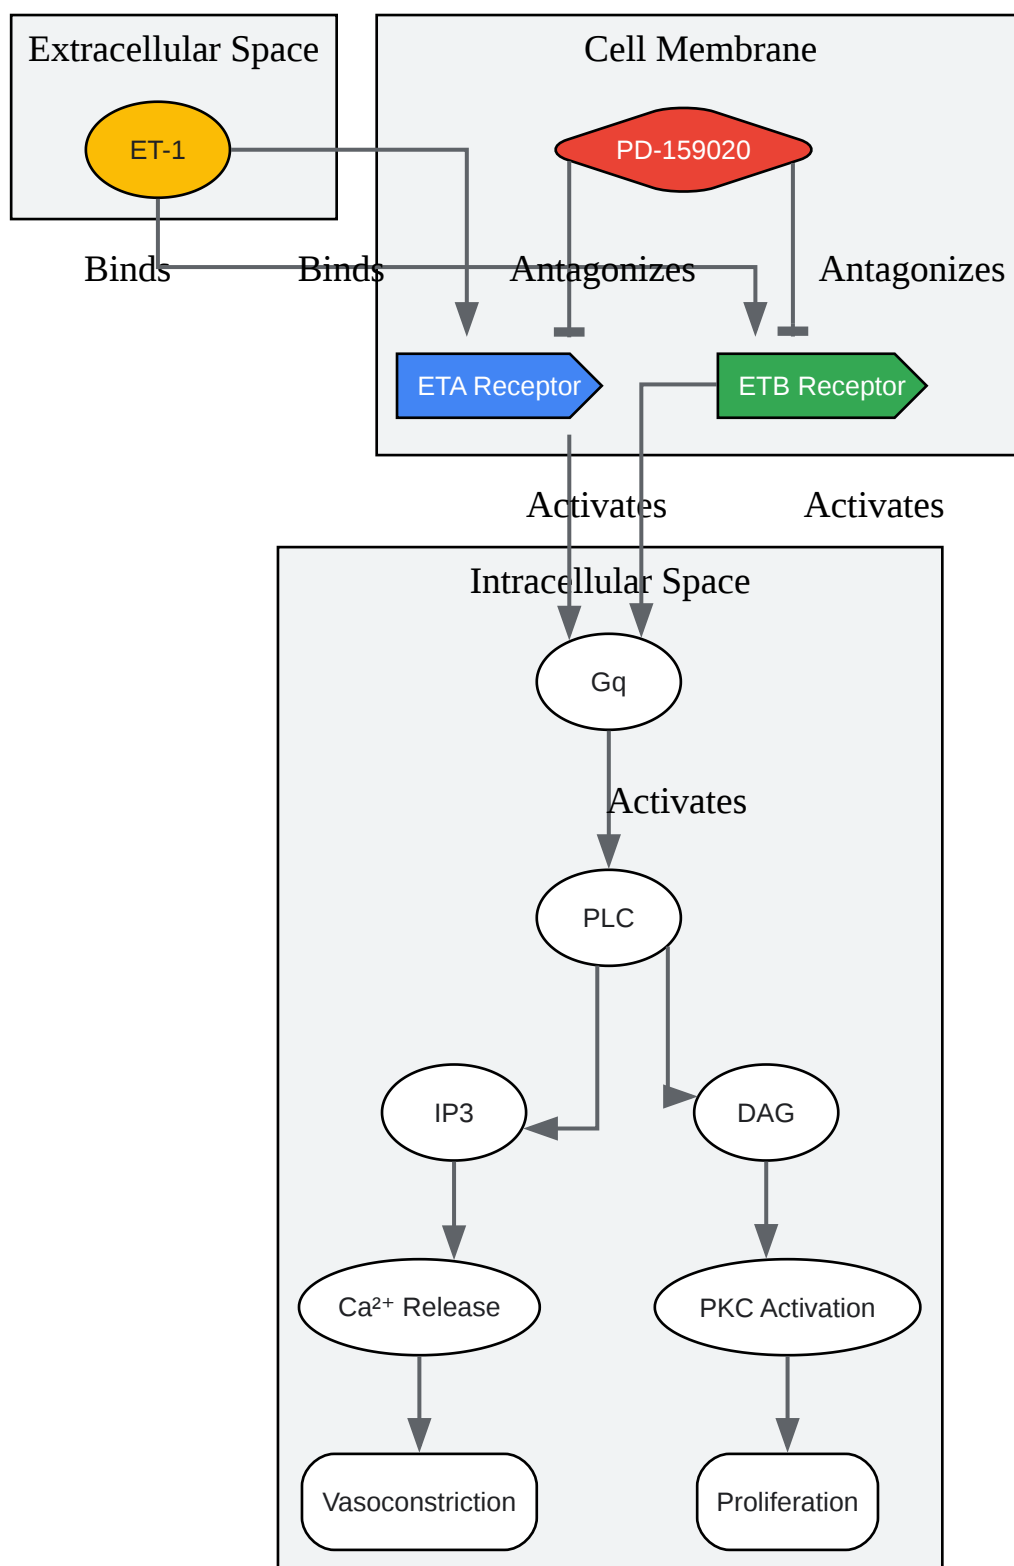 Extracellular Space
Cell Membrane
ET-1
PD-159020
Binds
Binds
Antagonizes
Antagonizes
ETA Receptor
ETB Receptor
Activates
Activates
Intracellular Space
Gq
Activates
PLC
IP3
DAG
Ca²⁺ Release
PKC Activation
Vasoconstriction
Proliferation